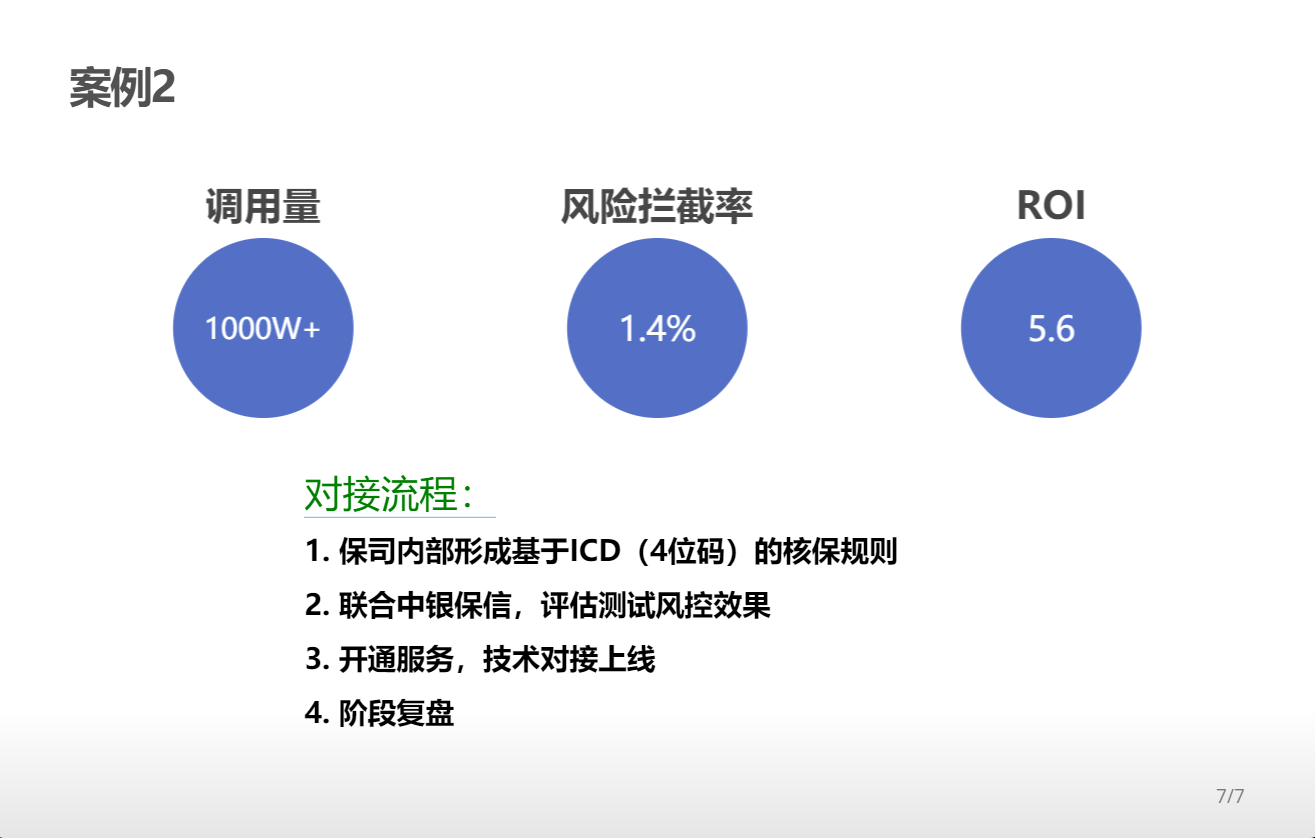 案例2
调用量
风险拦截率
ROI
1000W+
1.4%
5.6
对接流程：
1. 保司内部形成基于ICD（4位码）的核保规则
2. 联合中银保信，评估测试风控效果
3. 开通服务，技术对接上线
4. 阶段复盘
7/7